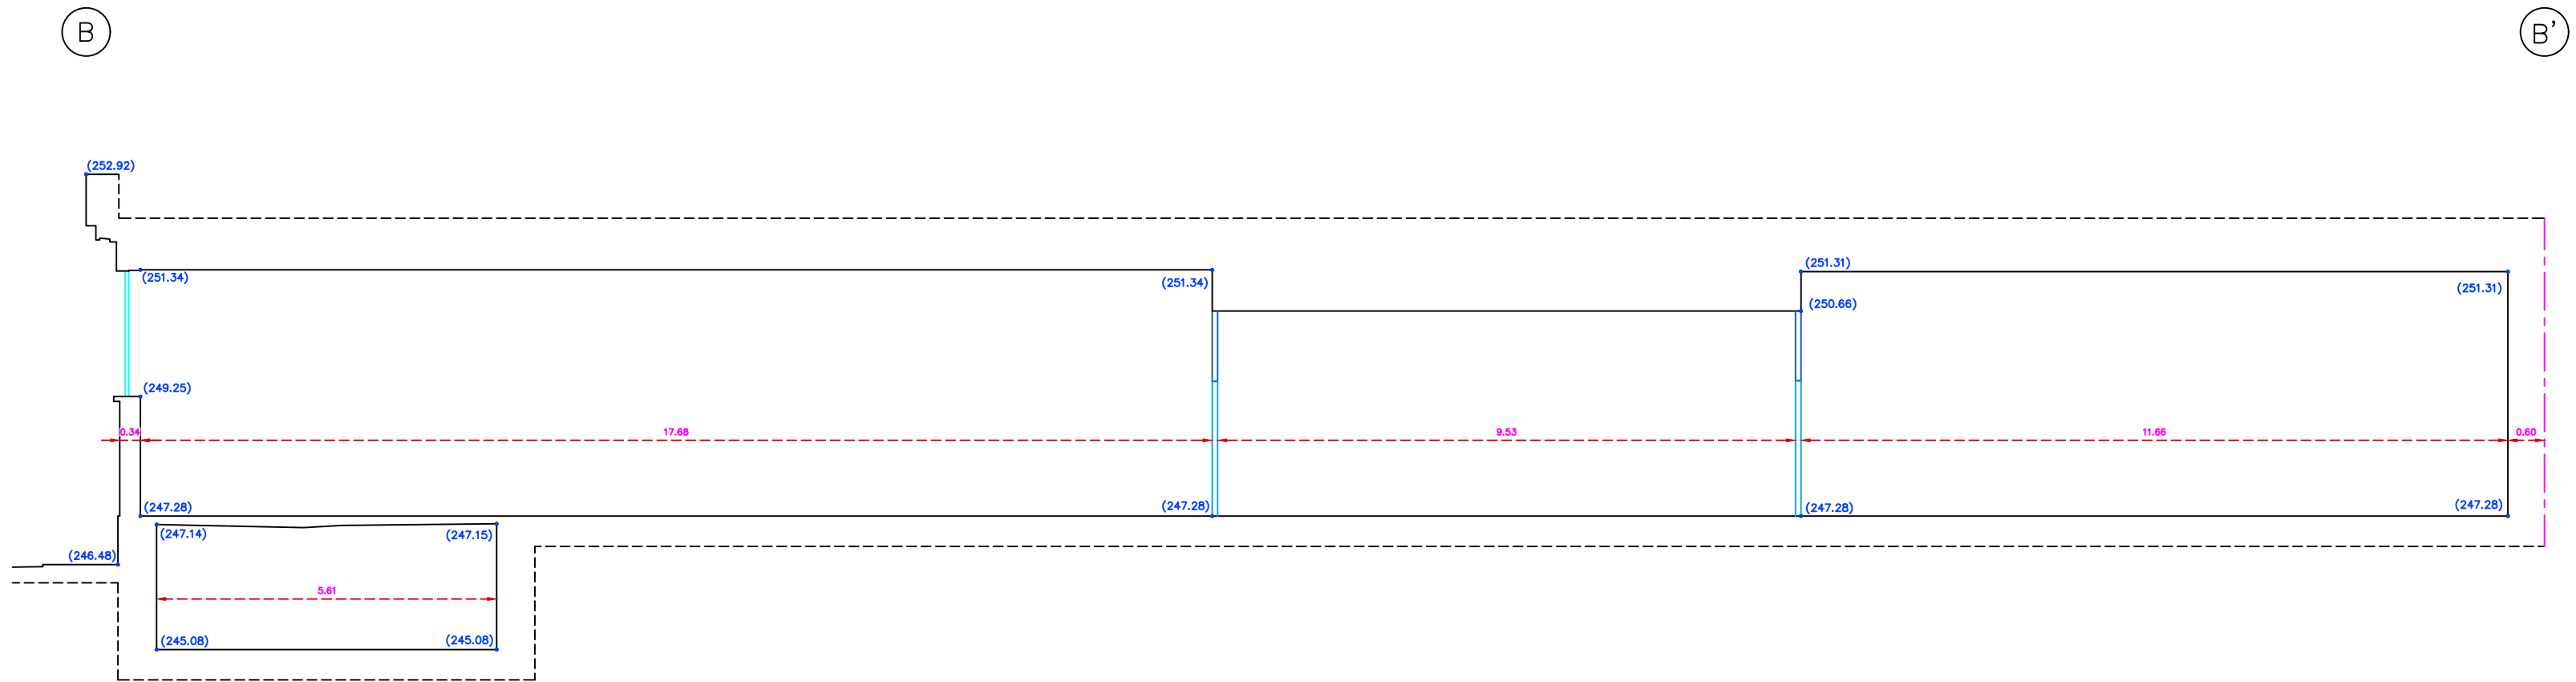 B B'
(252.92)
(251.31)
(251.34) (251.34) (251.31)
(250.66)
(249.25)
0.34 17.68 9.53 11.66 0.60
(247.28) (247.28) (247.28) (247.28)
(247.14) (247.15)
(246.48)
5.61
(245.08) (245.08)